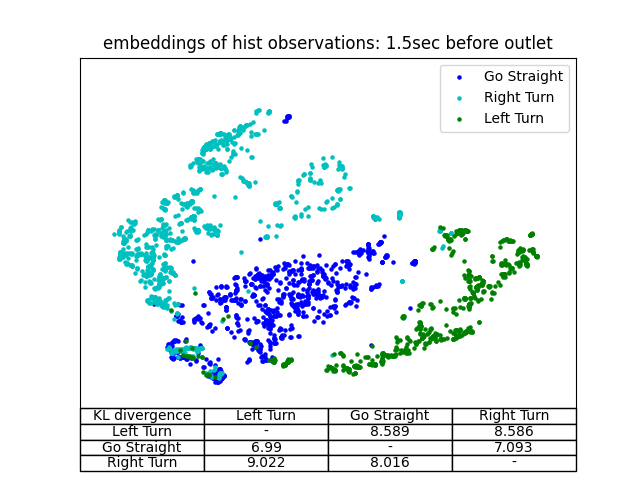 embeddings of hist observations: 1.5sec before outlet
Go Straight
Right Turn
Left Turn
KL divergence Left Turn Go Straight Right Turn
Left Turn - 8.589 8.586
Go Straight 6.99 - 7.093
Right Turn 9.022 8.016 -